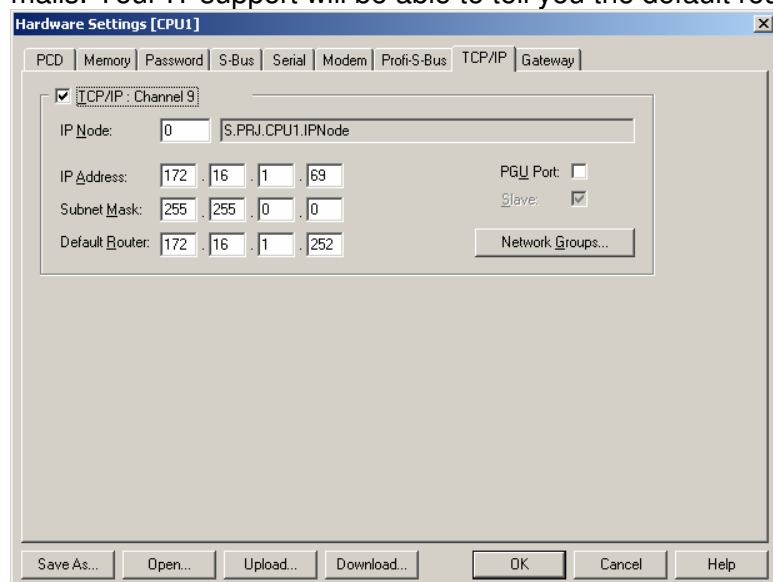 mails. Your IT support will be able to tell you the default
Hardware Settings [CPU1]
PCD Memory Password S-Bus Serial Modem Profi-S-Bus TCP/IP Gateway
TCP/IP : Channel 9
IP Node: 0 S.PRJ.CPU1.IPNode
IP Address: 172 . 16 . 1 . 69 PGU Port:
Subnet Mask: 255 . 255 . 0 . 0 Slave:
Default Router: 172 . 16 . 1 . 252 Network Groups...
Save As... Open... Upload... Download... OK Cancel Help